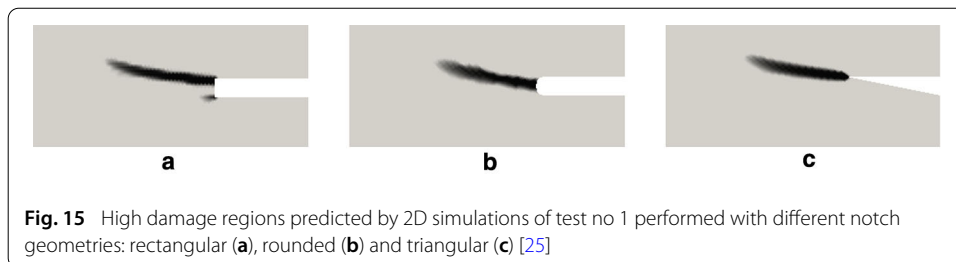 a b c
Fig. 15 High damage regions predicted by 2D simulations of test no 1 performed with different notch
geometries: rectangular (a), rounded (b) and triangular (c) [25]